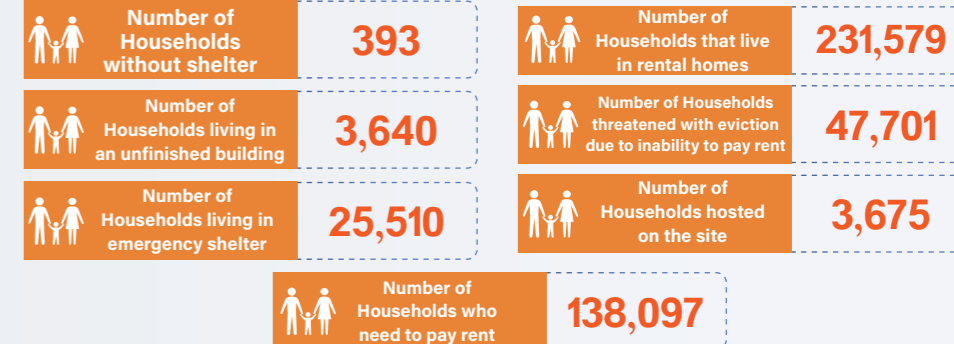 Number of
Households
without shelter
393
Number of
Households that live
in rental homes
231,579
Number of
Households living in
an unfinished building
3,640
Number of Households
threatened with eviction
due to inability to pay rent
47,701
Number of
Households living in
emergency shelter
25,510
Number of
Households hosted
on the site
3,675
Number of
Households who
need to pay rent
138,097